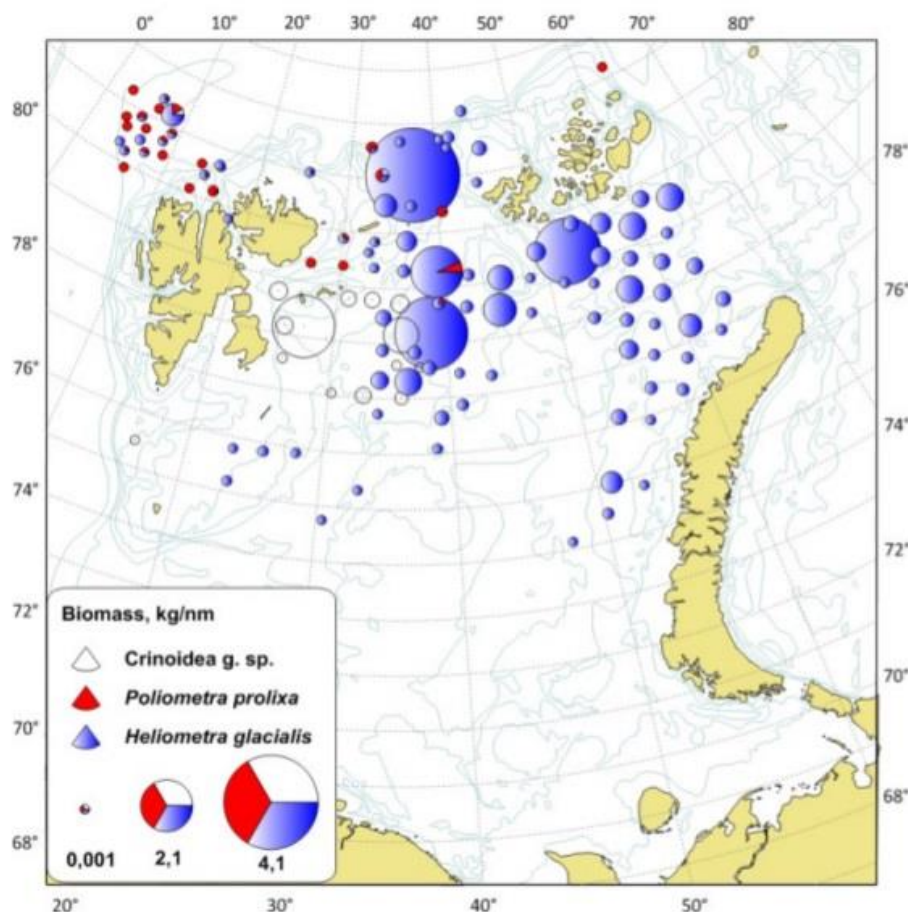 0° 10° 20° 30° 40° 50° 60° 70° 80°
80°
78°
78°
76°
76°
74°
74°
72°
72°
70°
70°
68°
68°
Biomass, kg/nm
Crinoidea g. sp.
Poliometra prolixa
Heliometra glacialis
0,001 2,1 4,1
20° 30° 40° 50°